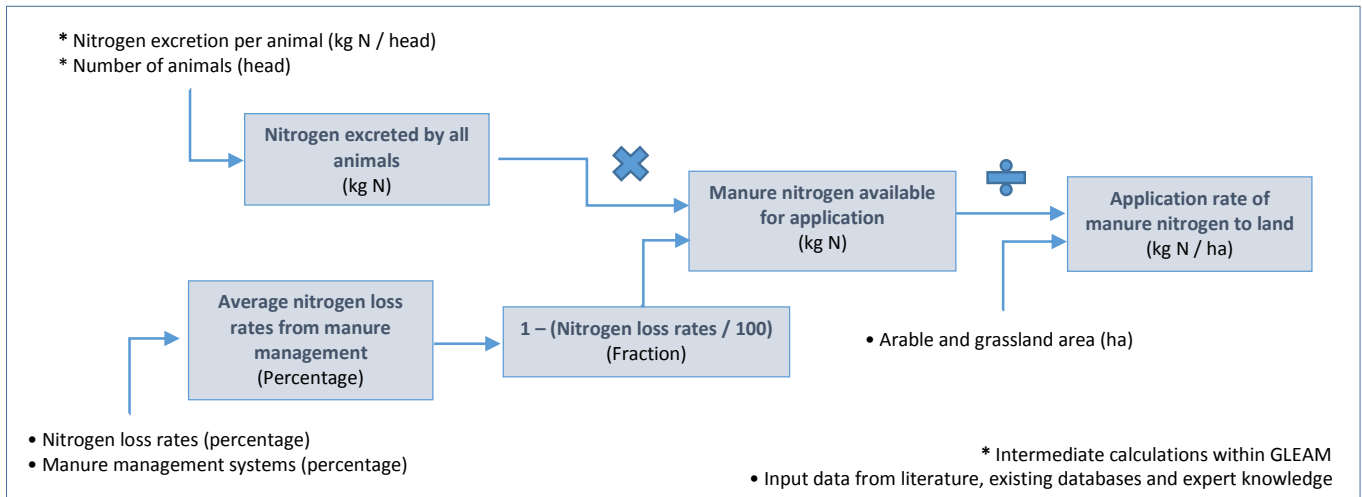 * Nitrogen excretion per animal (kg N / head)
* Number of animals (head)
Nitrogen excreted by all
animals
(kg N)
Manure nitrogen available
for application
(kg N)
Application rate of
manure nitrogen to land
(kg N / ha)
Average nitrogen loss
rates from manure
management
(Percentage)
1 – (Nitrogen loss rates / 100)
(Fraction)
• Arable and grassland area (ha)
• Nitrogen loss rates (percentage)
• Manure management systems (percentage)
* Intermediate calculations within GLEAM
• Input data from literature, existing databases and expert knowledge